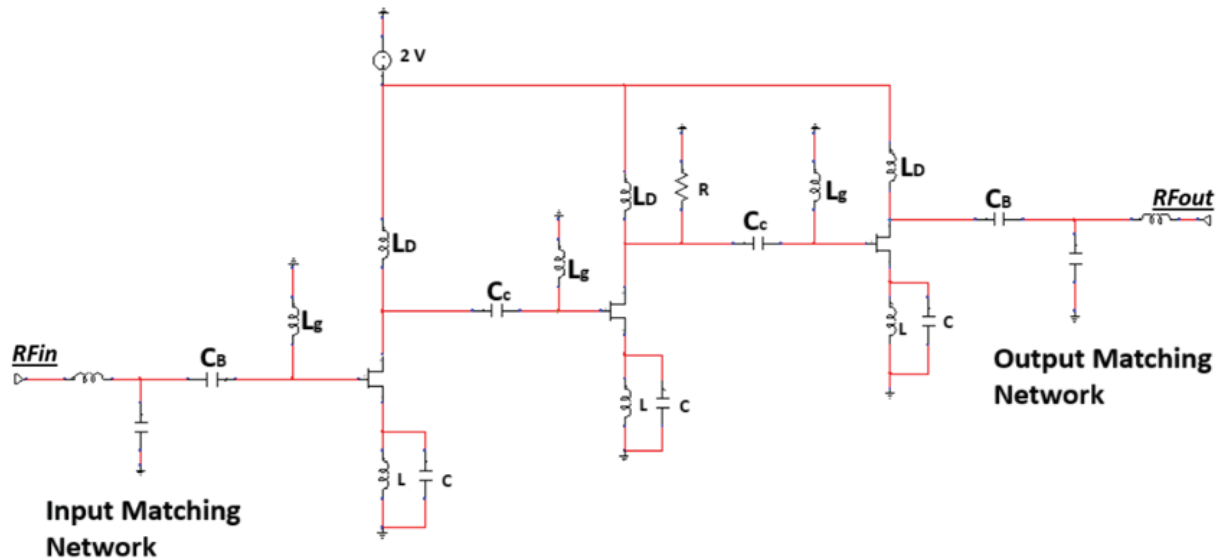 2 V
LD
R
Lg
LD
CB
RFout
LD
Cc
Lg
Cc
Lg
RFin
CB
L
C
L
C
L
C
Output Matching
Network
Input Matching
Network